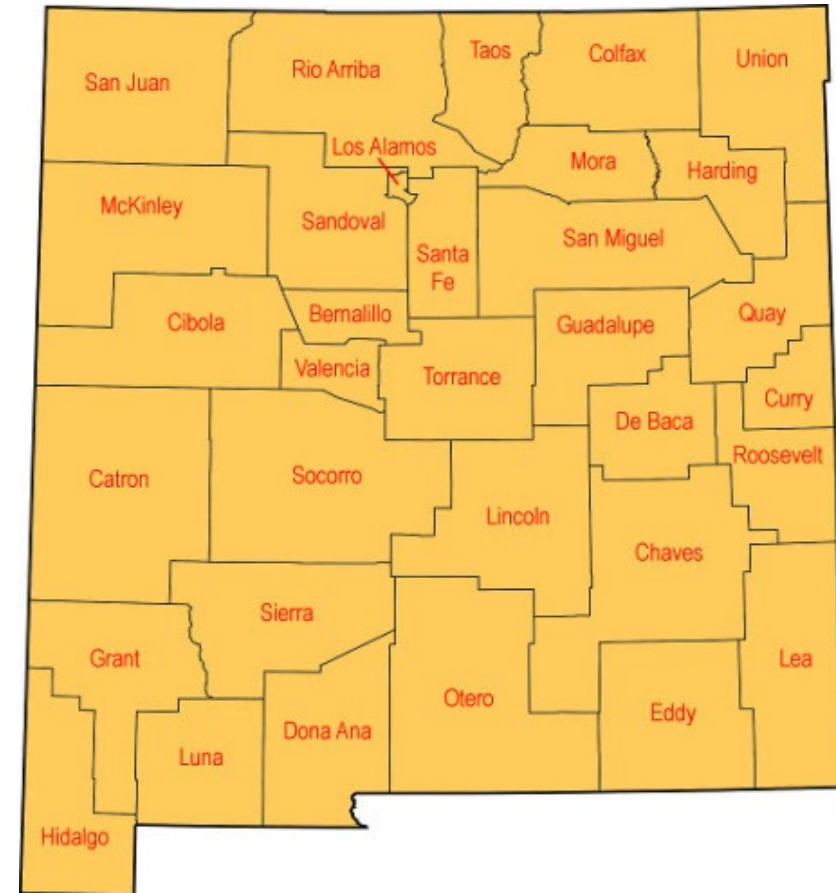 San Juan
Rio Arriba
Taos
Colfax
Union
Los Alamos
Mora
Harding
McKinley
Sandoval
Santa
Fe
San Miguel
Cibola
Bernalillo
Guadalupe
Quay
Valencia
Torrance
Curry
De Baca
Roosevelt
Catron
Socorro
Lincoln
Chaves
Sierra
Grant
Lea
Otero
Eddy
Dona Ana
Luna
Hidalgo